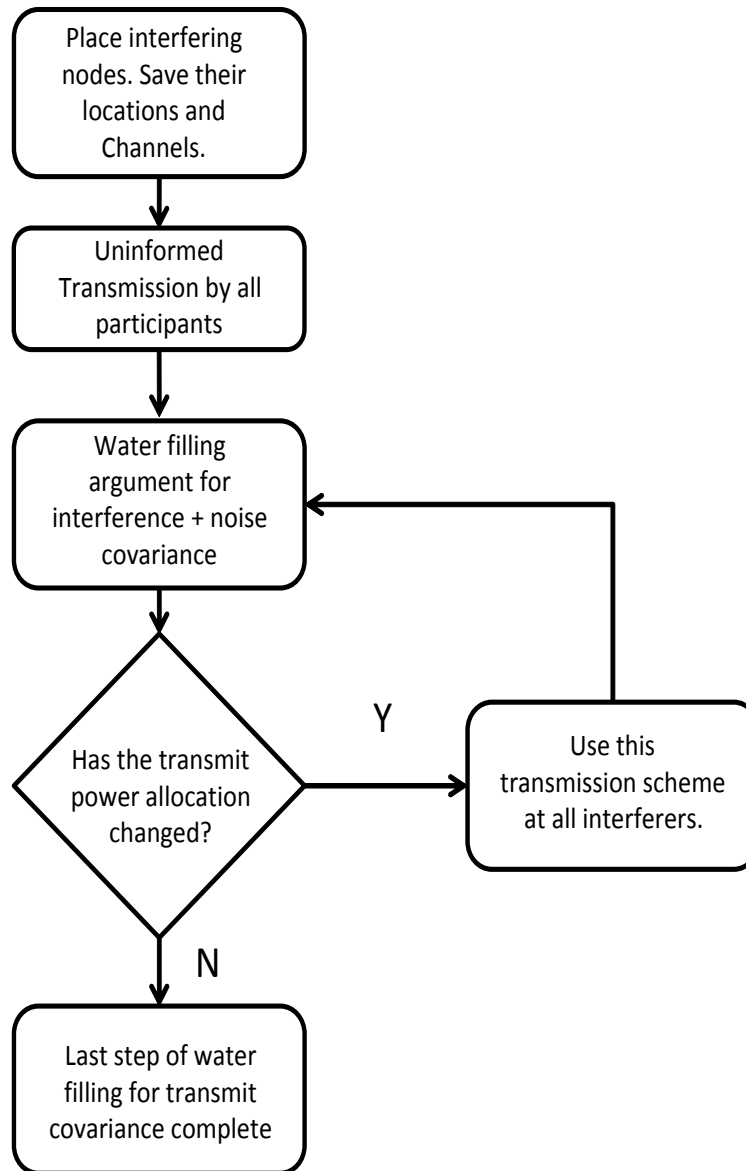 Place interfering
nodes. Save their
locations and
Channels.
Uninformed
Transmission by all
participants
Water filling
argument for
interference + noise
covariance
Has the transmit
power allocation
changed?
Y
Use this
transmission scheme
at all interferers.
N
Last step of water
filling for transmit
covariance complete